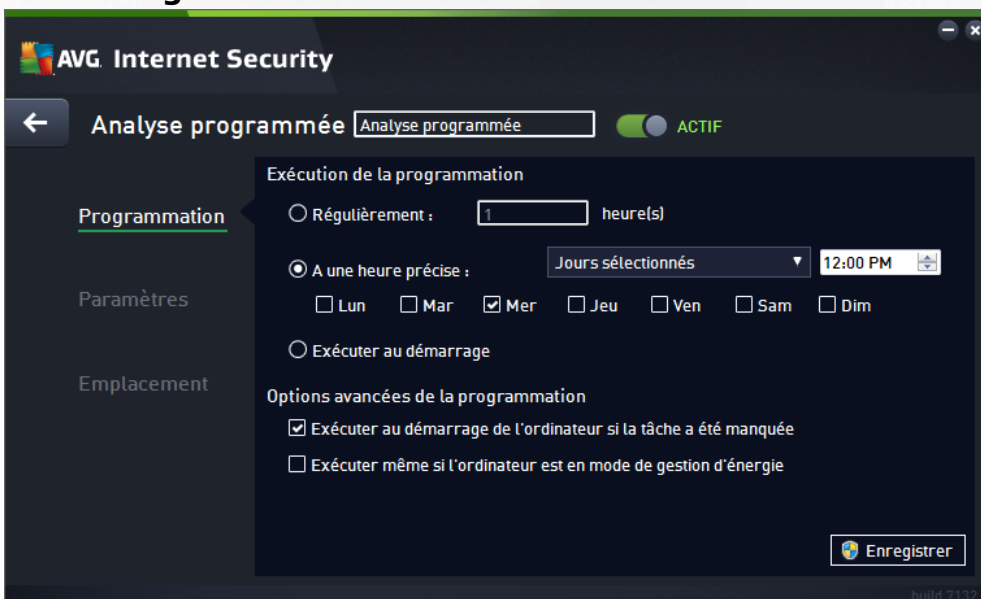 AVG. Internet Security
Analyse programmée Analyse programmée ACTIF
Exécution de la programmation
Programmation
Régulièrement : 1 heure(s)
A une heure précise : Jours sélectionnés 12:00 PM
Paramètres
Lun Mar Mer Jeu Ven Sam Dim
Exécuter au démarrage
Emplacement
Options avancées de la programmation
Exécuter au démarrage de l'ordinateur si la tâche a été manquée
Exécuter même si l'ordinateur est en mode de gestion d'énergie
Enregistrer
build 7132